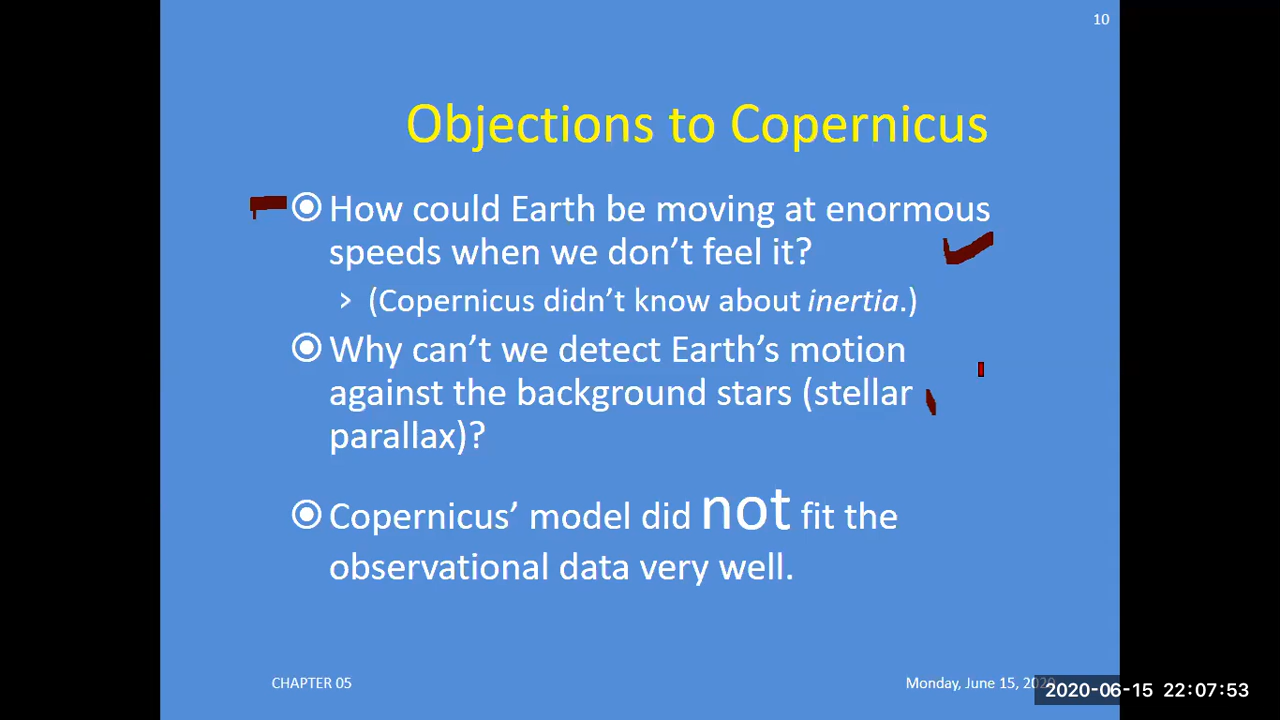 10
Objections to Copernicus
How could Earth be moving at enormous
speeds when we don’t feel it?
(Copernicus didn’t know about inertia.)
Why can’t we detect Earth’s motion
against the background stars (stellar
parallax)?
Copernicus’ model did not fit the
observational data very well.
CHAPTER 05
Monday, June 15, 2020
2020-06-15 22:07:53